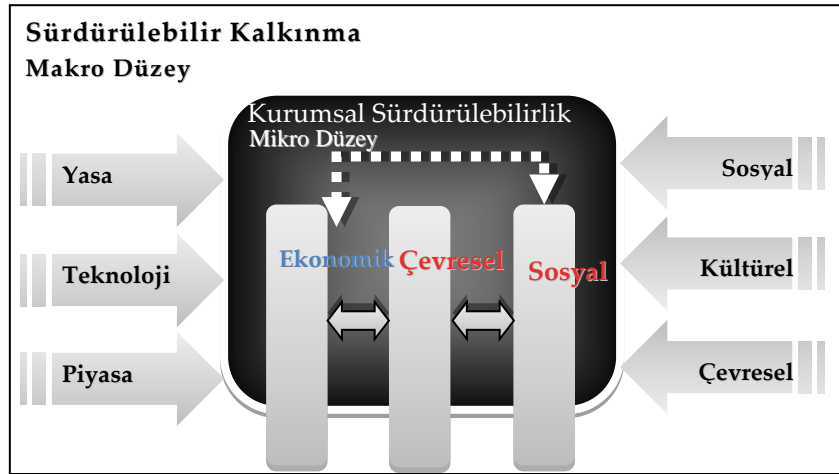 Sürdürülebilir Kalkınma
Makro Düzey
Kurumsal Sürdürülebilirlik
Mikro Düzey
Yasa
Teknoloji
Piyasa
Ekonomik
Çevresel
Sosyal
Sosyal
Kültürel
Çevresel